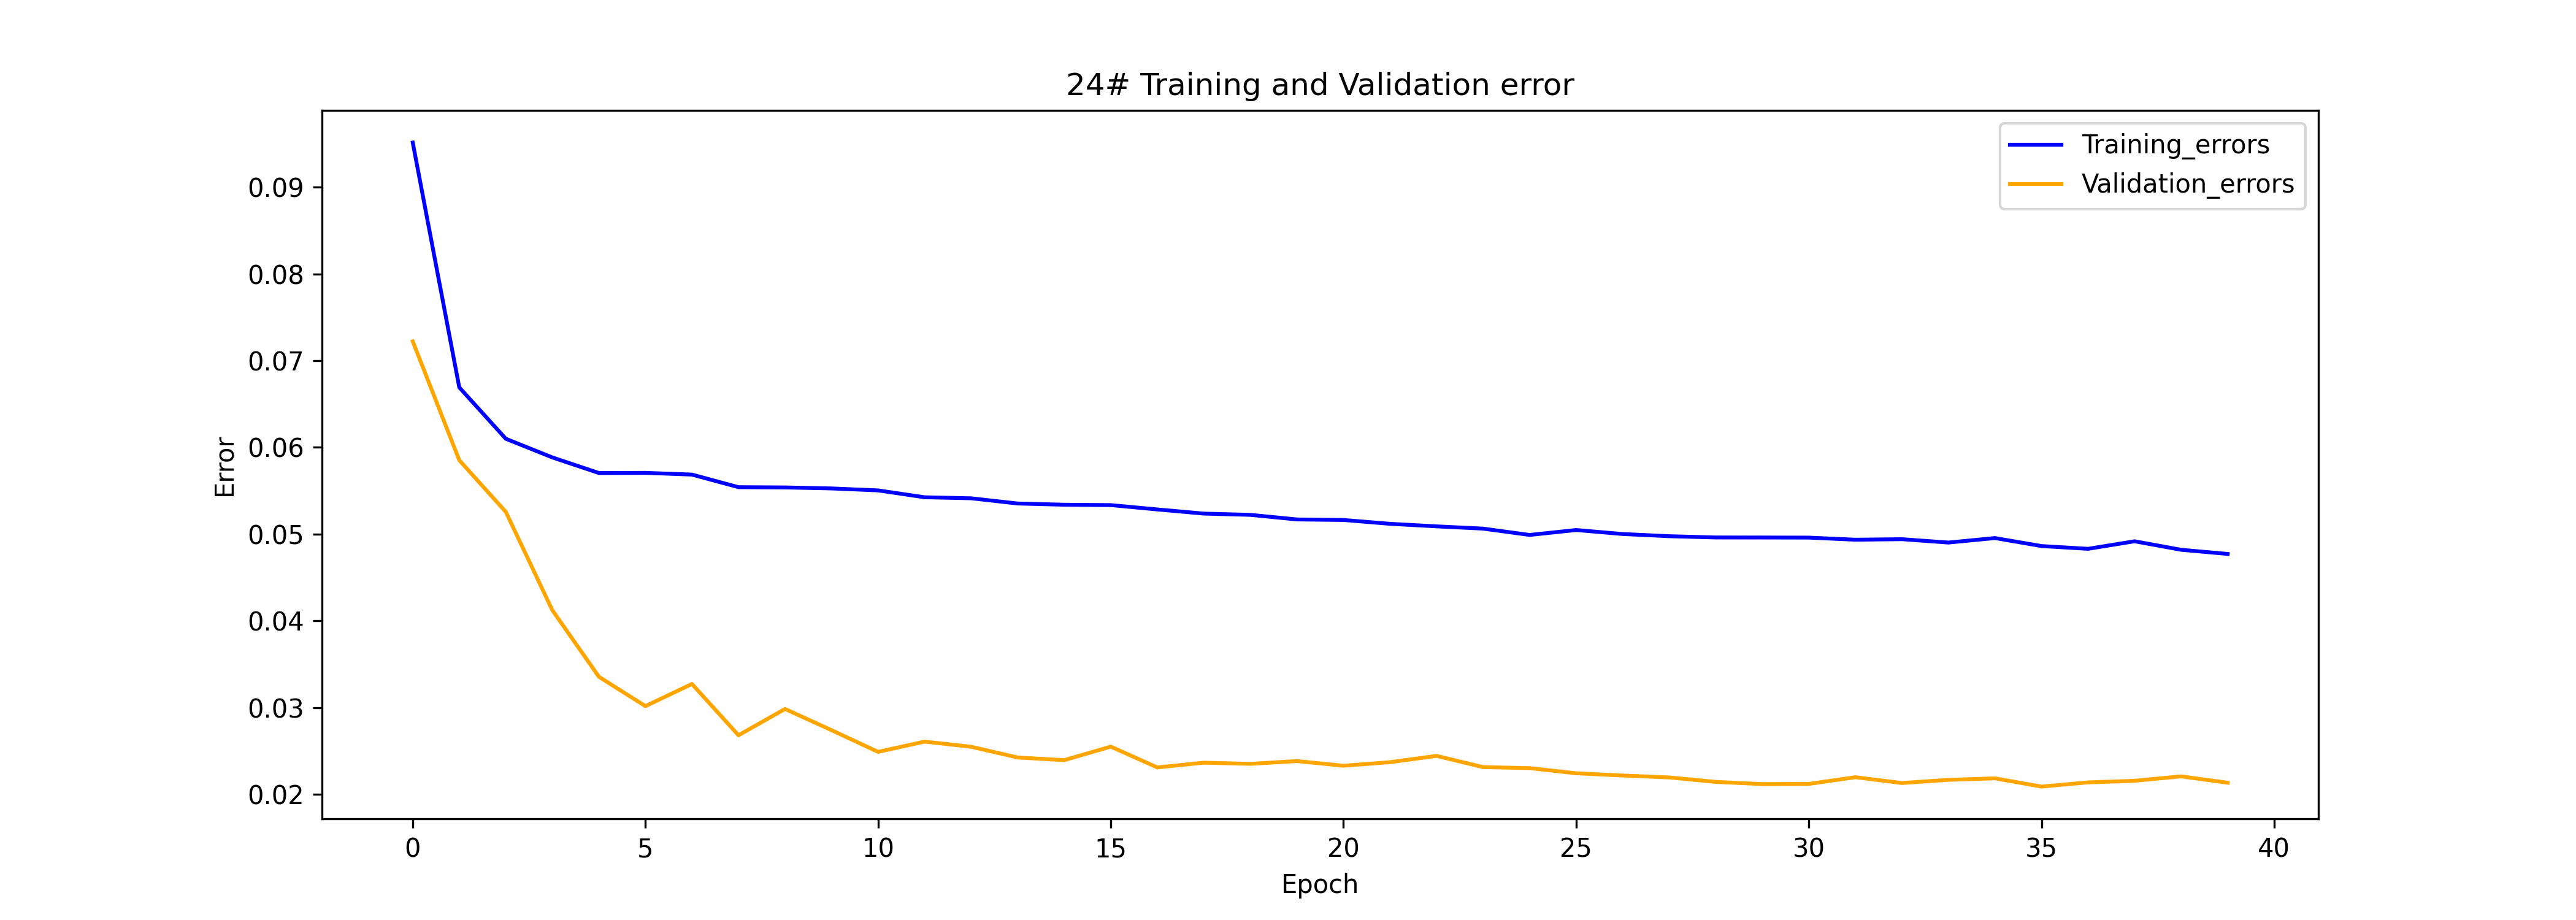 24# Training and Validation error
Training_errors
Validation_errors
Error
0.09
0.08
0.07
0.06
0.05
0.04
0.03
0.02
0 5 10 15 20 25 30 35 40
Epoch